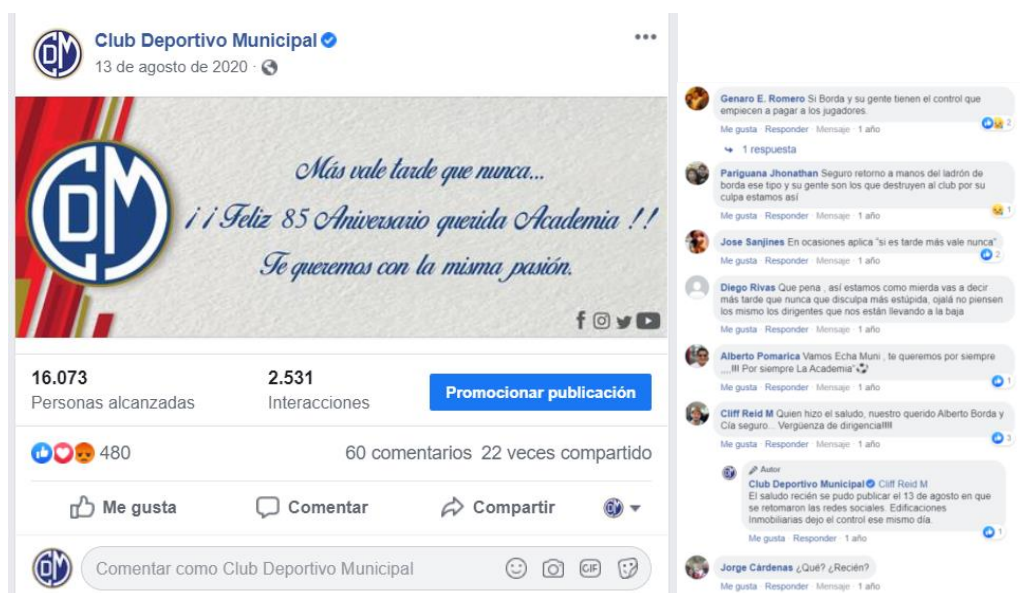 Club Deportivo Municipal
13 de agosto de 2020 ·
CDM
Más vale tarde que nunca...
¡¡Feliz 85 Aniversario querida Academia !!
Te queremos con la misma pasión.
16.073
Personas alcanzadas
2.531
Interacciones
Promocionar publicación
480
60 comentarios 22 veces compartido
Me gusta
Comentar
Compartir
Comentar como Club Deportivo Municipal
GIF
Genaro E. Romero Si Borda y su gente tienen el control que
empiecen a pagar a los jugadores.
Me gusta · Responder · Mensaje · 1 año
2
1 respuesta
Pariguana Jhonathan Seguro retorno a manos del ladrón de
borda ese tipo y su gente son los que destruyen al club por su
culpa estamos así
Me gusta · Responder · Mensaje · 1 año
1
Jose Sanjines En ocasiones aplica "si es tarde más vale nunca"
Me gusta · Responder · Mensaje · 1 año
2
Diego Rivas Que pena , así estamos como mierda vas a decir
más tarde que nunca que disculpa más estúpida, ojalá no piensen
los mismo los dirigentes que nos están llevando a la baja
Me gusta · Responder · Mensaje · 1 año
Alberto Pomarica Vamos Echa Muni , te queremos por siempre
,,,,!!! Por siempre La Academia"
Me gusta · Responder · Mensaje · 1 año
1
Cliff Reid M Quien hizo el saludo, nuestro querido Alberto Borda y
Cía seguro... Vergüenza de dirigencia!!!!!
Me gusta · Responder · Mensaje · 1 año
3
Autor
Club Deportivo Municipal Cliff Reid M
El saludo recién se pudo publicar el 13 de agosto en que
se retomaron las redes sociales. Edificaciones
Inmobiliarias dejo el control ese mismo día.
Me gusta · Responder · 1 año
1
Jorge Cárdenas ¿Qué? ¿Recién?
Me gusta · Responder · Mensaje · 1 año